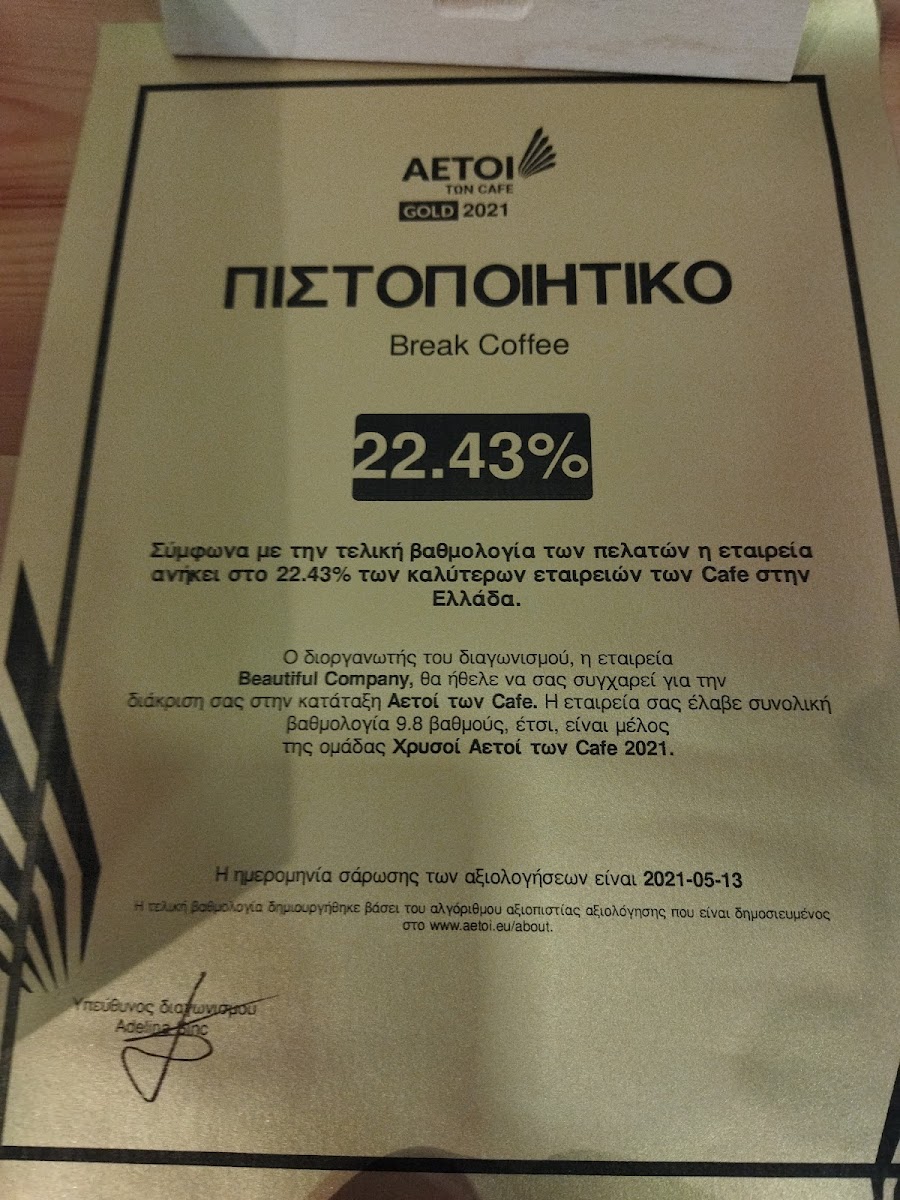 ΑΕΤΟΙ
ΤΩΝ CAFE
GOLD 2021
ΠΙΣΤΟΠΟΙΗΤΙΚΟ
Break Coffee
22.43%
Σύμφωνα με την τελική βαθμολογία των πελατών η εταιρεία
ανήκει στο 22.43% των καλύτερων εταιρειών των Cafe στην
Ελλάδα.
Ο διοργανωτής του διαγωνισμού, η εταιρεία
Beautiful Company, θα ήθελε να σας συγχαρεί για την
διάκριση σας στην κατάταξη Αετοί των Cafe. Η εταιρεία σας έλαβε συνολική
βαθμολογία 9.8 βαθμούς, έτσι, είναι μέλος
της ομάδας Χρυσοί Αετοί των Cafe 2021.
Η ημερομηνία σάρωσης των αξιολογήσεων είναι 2021-05-13
Η τελική βαθμολογία δημιουργήθηκε βάσει του αλγόριθμου αξιοπιστίας αξιολόγησης που είναι δημοσιευμένος
στο www.aetoi.eu/about.
Υπεύθυνος διαγωνισμού
Adelina